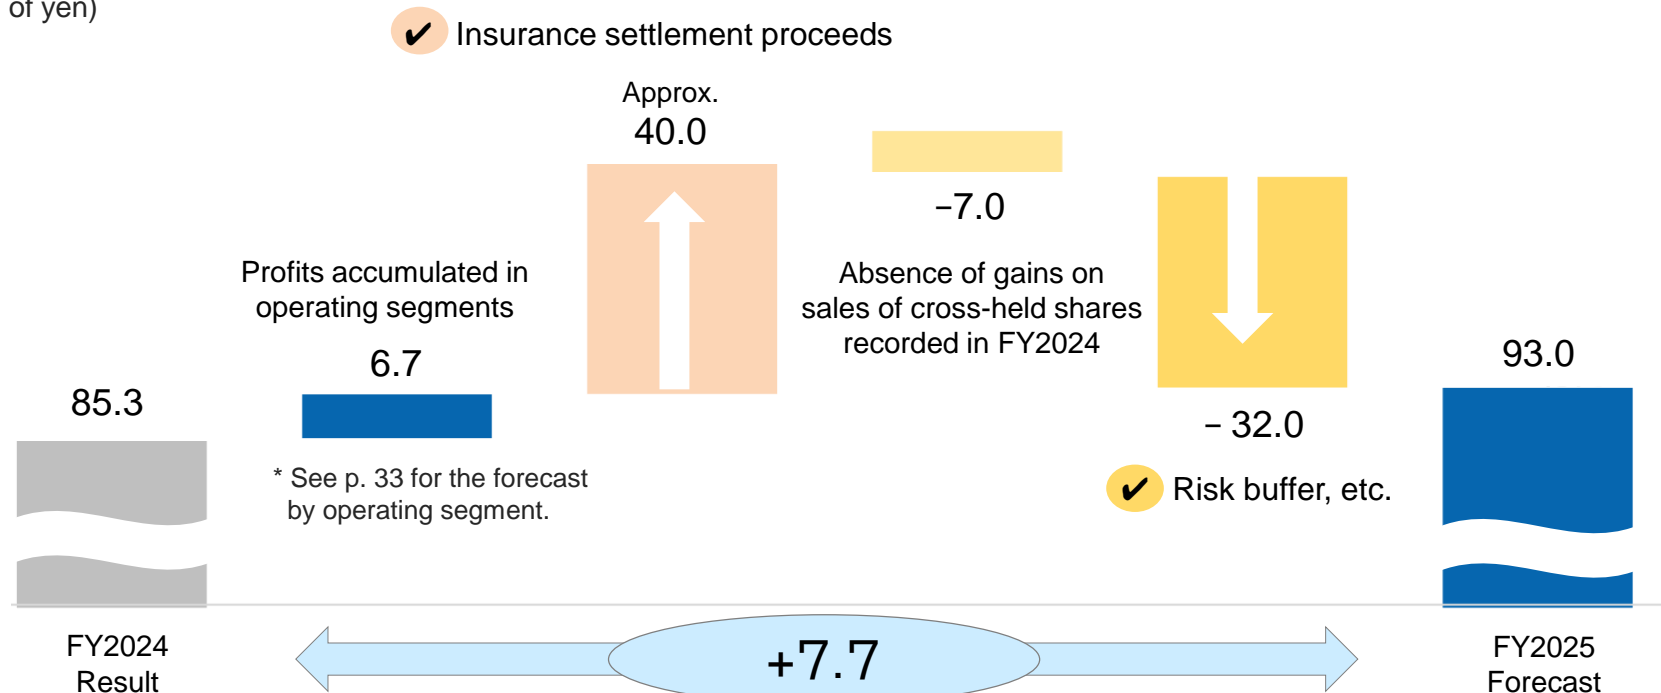 of yen)
✔ Insurance settlement proceeds
Approx.
40.0
−7.0
Profits accumulated in
operating segments
6.7
Absence of gains on
sales of cross-held shares
recorded in FY2024
85.3
93.0
− 32.0
* See p. 33 for the forecast
by operating segment.
✔ Risk buffer, etc.
FY2024
Result
+7.7
FY2025
Forecast